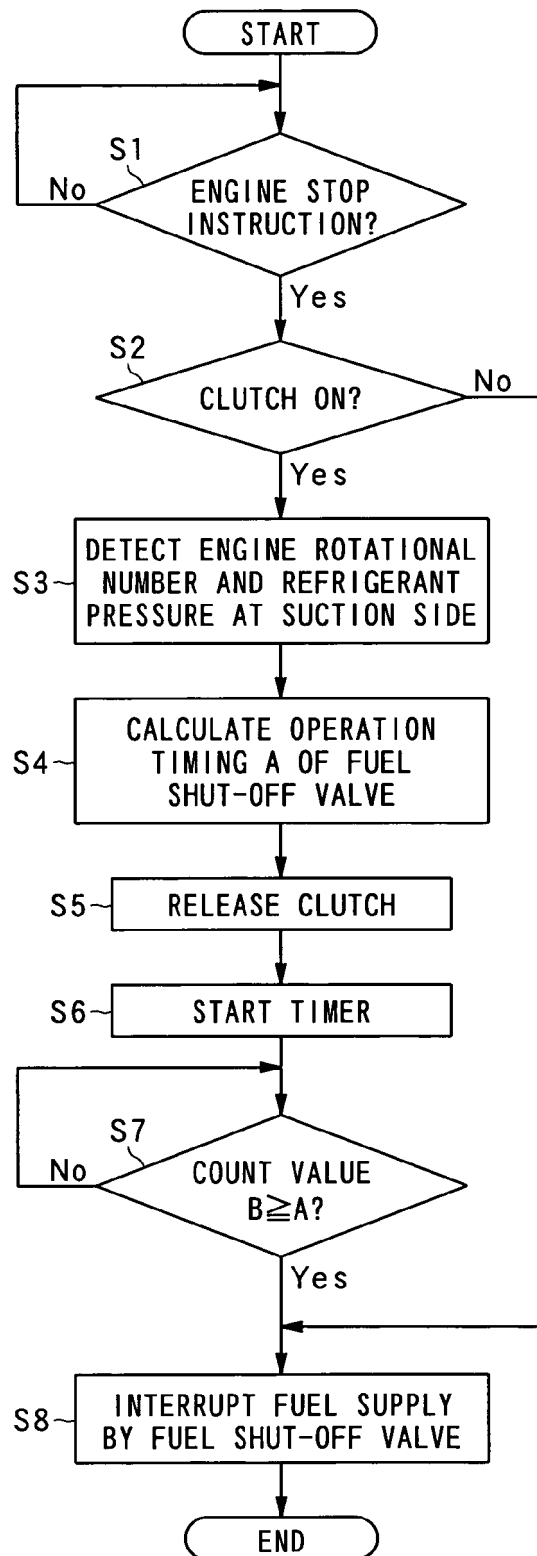 START
S1
No
ENGINE STOP
INSTRUCTION?
Yes
S2
No
CLUTCH ON?
Yes
S3
DETECT ENGINE ROTATIONAL
NUMBER AND REFRIGERANT
PRESSURE AT SUCTION SIDE
S4
CALCULATE OPERATION
TIMING A OF FUEL
SHUT-OFF VALVE
S5
RELEASE CLUTCH
S6
START TIMER
S7
No
COUNT VALUE
B≧A?
Yes
S8
INTERRUPT FUEL SUPPLY
BY FUEL SHUT-OFF VALVE
END